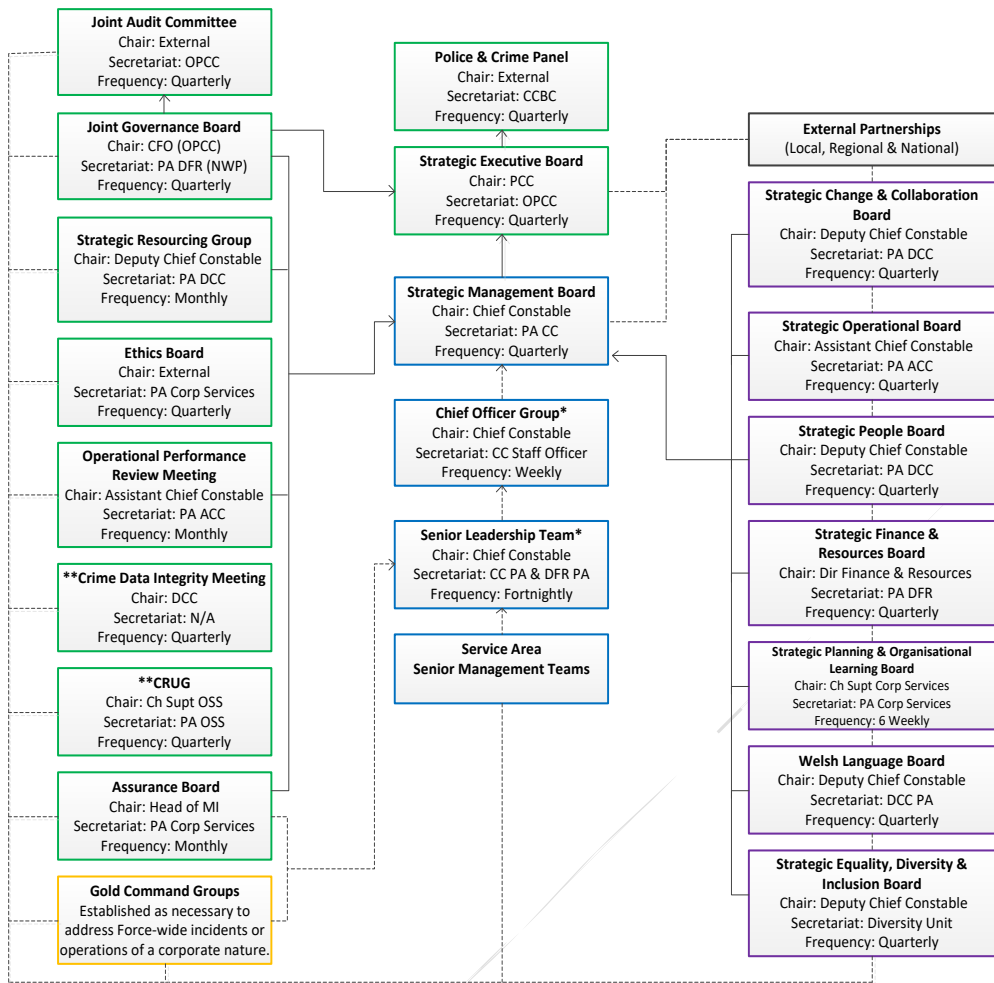 Joint Audit Committee
Chair: External
Secretariat: OPCC
Frequency: Quarterly
Joint Governance Board
Chair: CFO (OPCC)
Secretariat: PA DFR (NWP)
Frequency: Quarterly
Strategic Resourcing Group
Chair: Deputy Chief Constable
Secretariat: PA DCC
Frequency: Monthly
Ethics Board
Chair: External
Secretariat: PA Corp Services
Frequency: Quarterly
Operational Performance
Review Meeting
Chair: Assistant Chief Constable
Secretariat: PA ACC
Frequency: Monthly
**Crime Data Integrity Meeting
Chair: DCC
Secretariat: N/A
Frequency: Quarterly
**CRUG
Chair: Ch Supt OSS
Secretariat: PA OSS
Frequency: Quarterly
Assurance Board
Chair: Head of MI
Secretariat: PA Corp Services
Frequency: Monthly
Gold Command Groups
Established as necessary to
address Force-wide incidents or
operations of a corporate nature.
Police & Crime Panel
Chair: External
Secretariat: CCBC
Frequency: Quarterly
Strategic Executive Board
Chair: PCC
Secretariat: OPCC
Frequency: Quarterly
Strategic Management Board
Chair: Chief Constable
Secretariat: PA CC
Frequency: Quarterly
Chief Officer Group*
Chair: Chief Constable
Secretariat: CC Staff Officer
Frequency: Weekly
Senior Leadership Team*
Chair: Chief Constable
Secretariat: CC PA & DFR PA
Frequency: Fortnightly
Service Area
Senior Management Teams
External Partnerships
(Local, Regional & National)
Strategic Change & Collaboration
Board
Chair: Deputy Chief Constable
Secretariat: PA DCC
Frequency: Quarterly
Strategic Operational Board
Chair: Assistant Chief Constable
Secretariat: PA ACC
Frequency: Quarterly
Strategic People Board
Chair: Deputy Chief Constable
Secretariat: PA DCC
Frequency: Quarterly
Strategic Finance &
Resources Board
Chair: Dir Finance & Resources
Secretariat: PA DFR
Frequency: Quarterly
Strategic Planning & Organisational
Learning Board
Chair: Ch Supt Corp Services
Secretariat: PA Corp Services
Frequency: 6 Weekly
Welsh Language Board
Chair: Deputy Chief Constable
Secretariat: DCC PA
Frequency: Quarterly
Strategic Equality, Diversity &
Inclusion Board
Chair: Deputy Chief Constable
Secretariat: Diversity Unit
Frequency: Quarterly